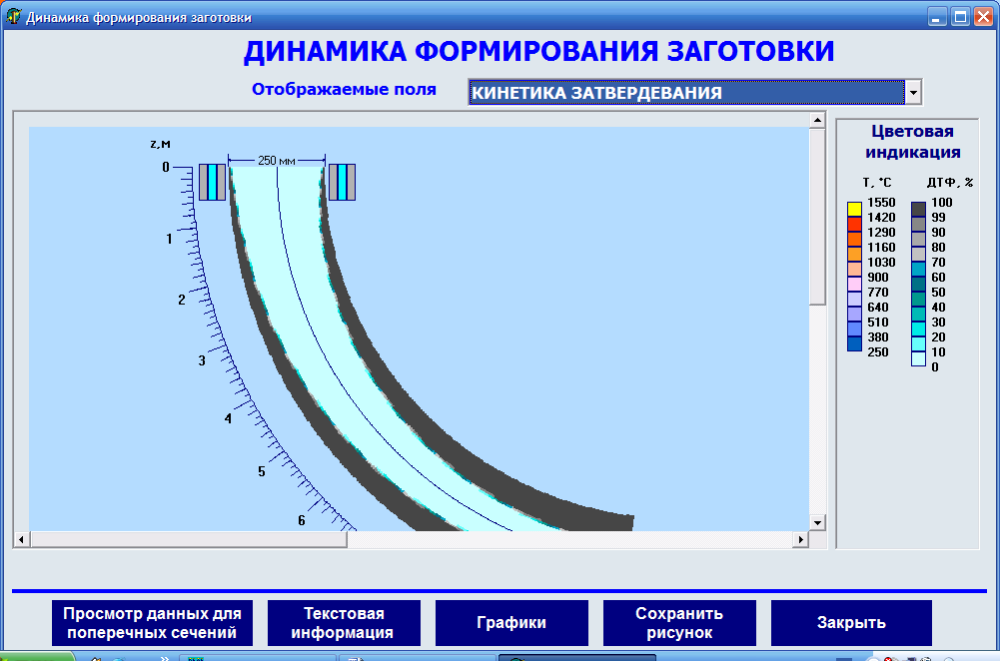 Динамика формирования заготовки
ДИНАМИКА ФОРМИРОВАНИЯ ЗАГОТОВКИ
Отображаемые поля
КИНЕТИКА ЗАТВЕРДЕВАНИЯ
z,м
250 мм
0
1
2
3
4
5
6
Цветовая
индикация
Т, °С ДТФ, %
1550 100
1420 99
1290 90
1160 80
1030 70
900 60
770 50
640 40
510 30
380 20
250 10
0
Просмотр данных для
поперечных сечений
Текстовая
информация
Графики
Сохранить
рисунок
Закрыть